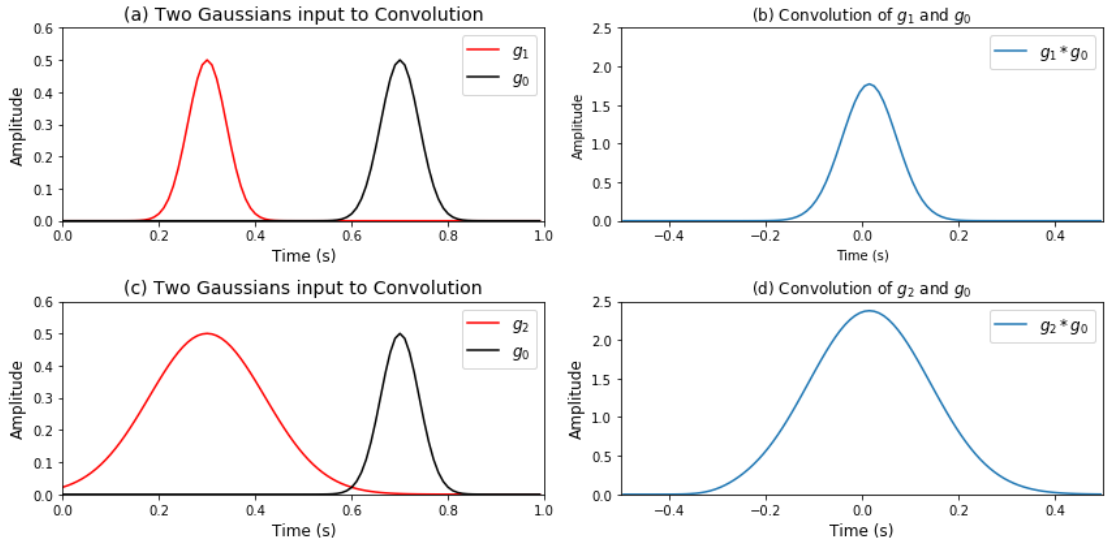 (a) Two Gaussians input to Convolution
0.6
0.5
0.4
0.3
0.2
0.1
0.0
Amplitude
g₁
g₀
0.0 0.2 0.4 0.6 0.8 1.0
Time (s)
(b) Convolution of g₁ and g₀
2.5
2.0
1.5
1.0
0.5
0.0
Amplitude
g₁ * g₀
−0.4 −0.2 0.0 0.2 0.4
Time (s)
(c) Two Gaussians input to Convolution
0.6
0.5
0.4
0.3
0.2
0.1
0.0
Amplitude
g₂
g₀
0.0 0.2 0.4 0.6 0.8 1.0
Time (s)
(d) Convolution of g₂ and g₀
2.5
2.0
1.5
1.0
0.5
0.0
Amplitude
g₂ * g₀
−0.4 −0.2 0.0 0.2 0.4
Time (s)